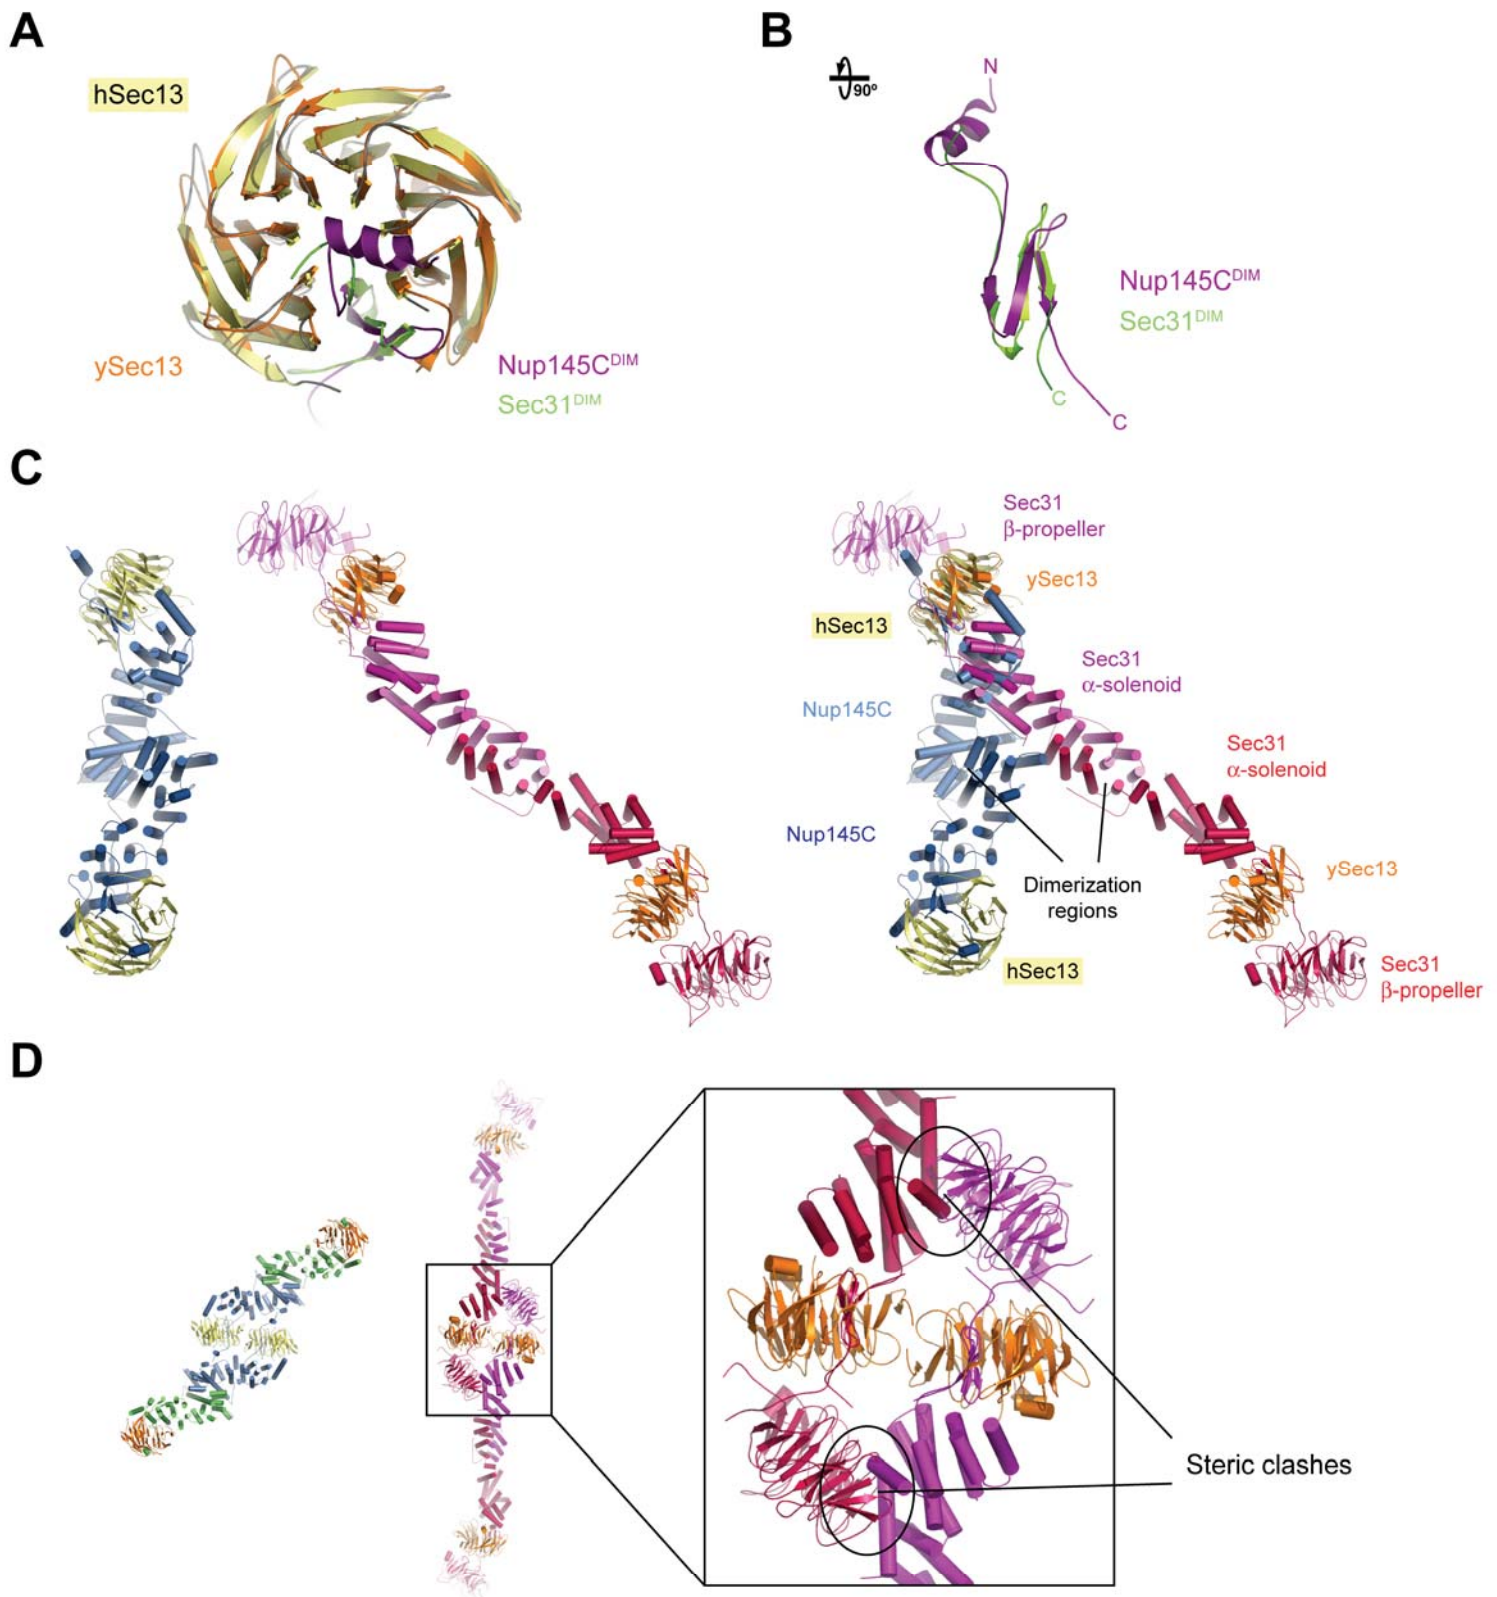 A
hSec13
ySec13
Nup145C^DIM
Sec31^DIM
B
90º
N
Nup145C^DIM
Sec31^DIM
C
C
C
Sec31
β-propeller
ySec13
hSec13
Sec31
α-solenoid
Nup145C
Sec31
α-solenoid
Nup145C
Dimerization
regions
ySec13
hSec13
Sec31
β-propeller
D
Steric clashes